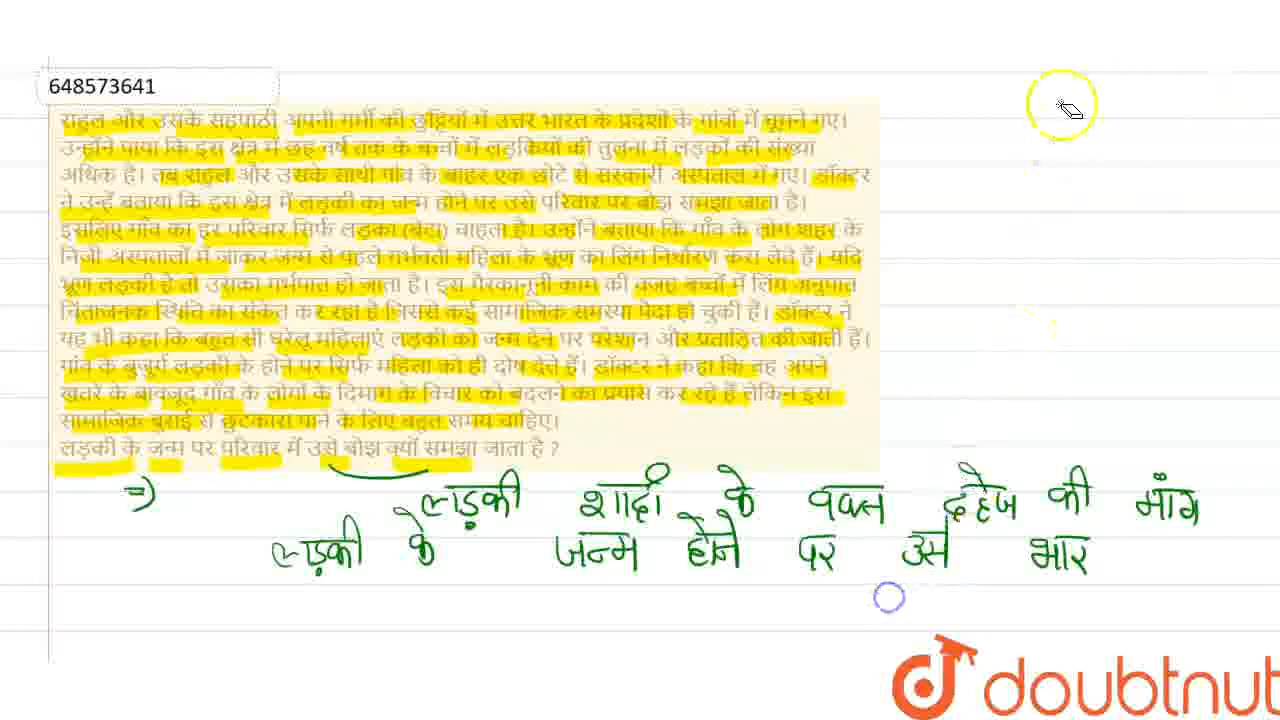 648573641
राहुल और उसके सहपाठी अपनी गर्मी की छुट्टियों में उत्तर भारत के प्रदेशों के गांवों में घूमने गए।
उन्होंने पाया कि इस क्षेत्र में छह वर्ष तक के बच्चों में लड़कियों की तुलना में लड़कों की संख्या
अधिक है। तब राहुल और उसके साथी गांव के बाहर एक छोटे से सरकारी अस्पताल में गए। डॉक्टर
ने उन्हें बताया कि इस क्षेत्र में लड़की का जन्म होने पर उसे परिवार पर बोझ समझा जाता है।
इसलिए गाँव का हर परिवार सिर्फ लड़का (बेटा) चाहता है। उन्होंने बताया कि गाँव के लोग शहर के
निजी अस्पतालों में जाकर जन्म से पहले गर्भवती महिला के भ्रूण का लिंग निर्धारण करा लेते हैं। यदि
भ्रूण लड़की है तो उसका गर्भपात हो जाता है। इस गैरकानूनी काम की वजह बच्चों में लिंग अनुपात
चिंताजनक स्थिति का संकेत कर रहा है जिससे कई सामाजिक समस्या पैदा हो चुकी है। डॉक्टर ने
यह भी कहा कि बहुत सी घरेलू महिलाएं लड़की को जन्म देने पर परेशान और प्रताड़ित की जाती हैं।
गांव के बुजुर्ग लड़की के होने पर सिर्फ महिला को ही दोष देते हैं। डॉक्टर ने कहा कि वह अपने
खतरे के बावजूद गाँव के लोगों के दिमाग के विचार को बदलने का प्रयास कर रहे हैं लेकिन इस
सामाजिक बुराई से छुटकारा पाने के लिए बहुत समय चाहिए।
लड़की के जन्म पर परिवार में उसे बोझ क्यों समझा जाता है ?
=) लड़की शादी के वक्त दहेज की मांग
लड़की के जन्म होने पर उसे भार
doubtnut